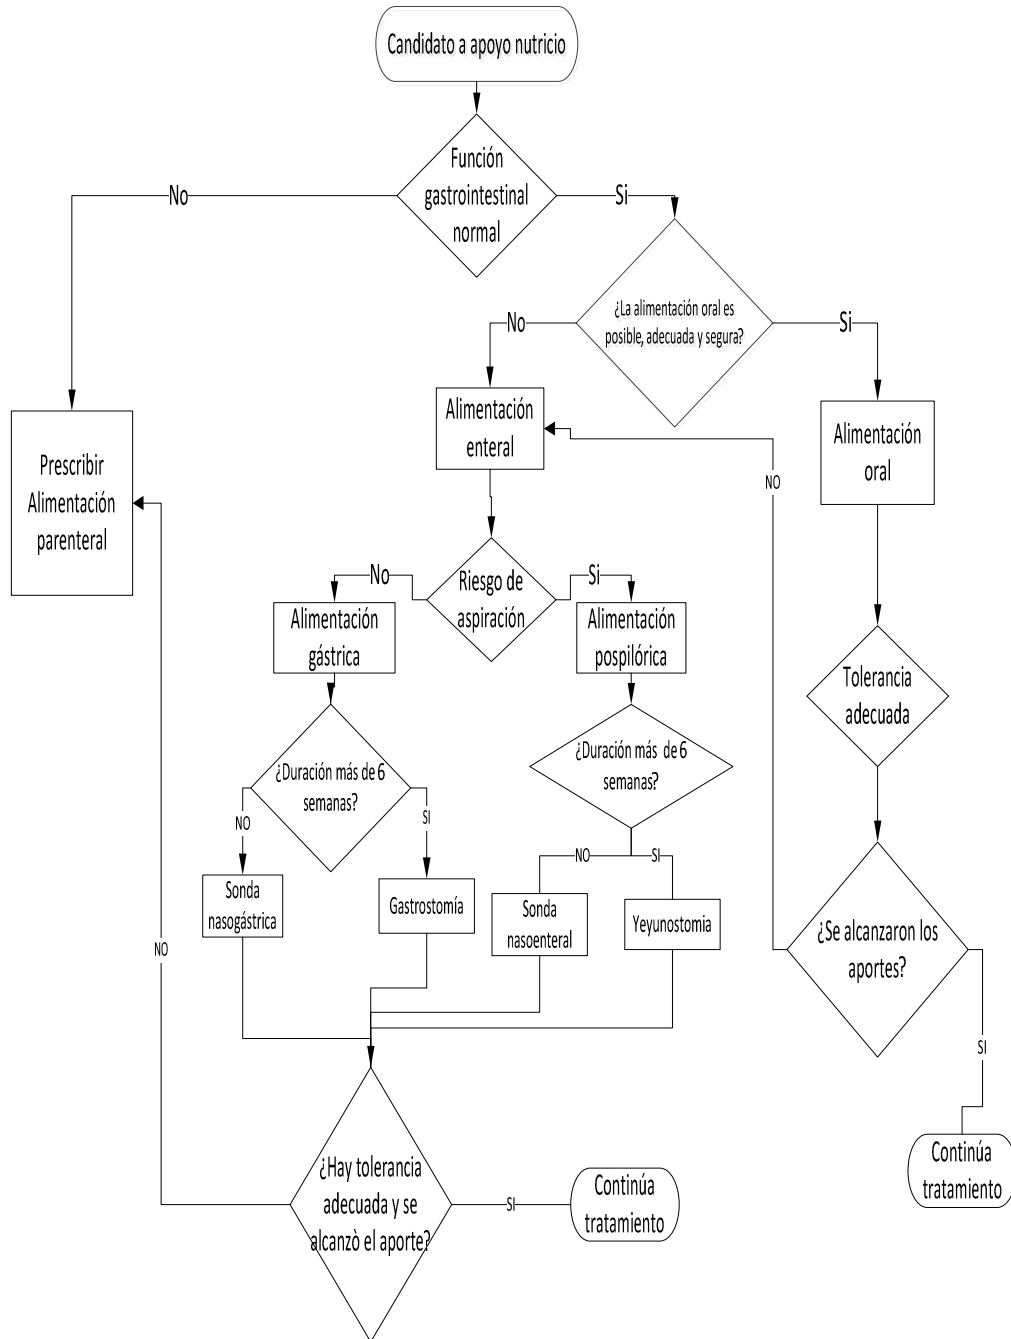 Candidato a apoyo nutricio
Función
gastrointestinal
normal
No
Si
¿La alimentación oral es
posible, adecuada y segura?
No
Si
Alimentación
enteral
Alimentación
oral
Prescribir
Alimentación
parenteral
NO
Riesgo de
aspiración
No
Si
Alimentación
gástrica
Alimentación
pospilórica
Tolerancia
adecuada
¿Duración más de 6
semanas?
¿Duración más de 6
semanas?
NO
SI
NO
SI
Sonda
nasogástrica
Gastrostomía
Sonda
nasoenteral
Yeyunostomia
¿Se alcanzaron los
aportes?
NO
SI
¿Hay tolerancia
adecuada y se
alcanzò el aporte?
SI
Continúa
tratamiento
Continúa
tratamiento